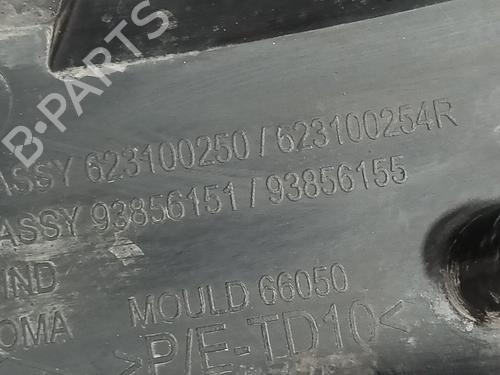 B-PARTS
ASSY 623100250 / 623100254R
ASSY 93856151 / 93856155
IND
OMA
MOULD 66050
>P/E-TD10<